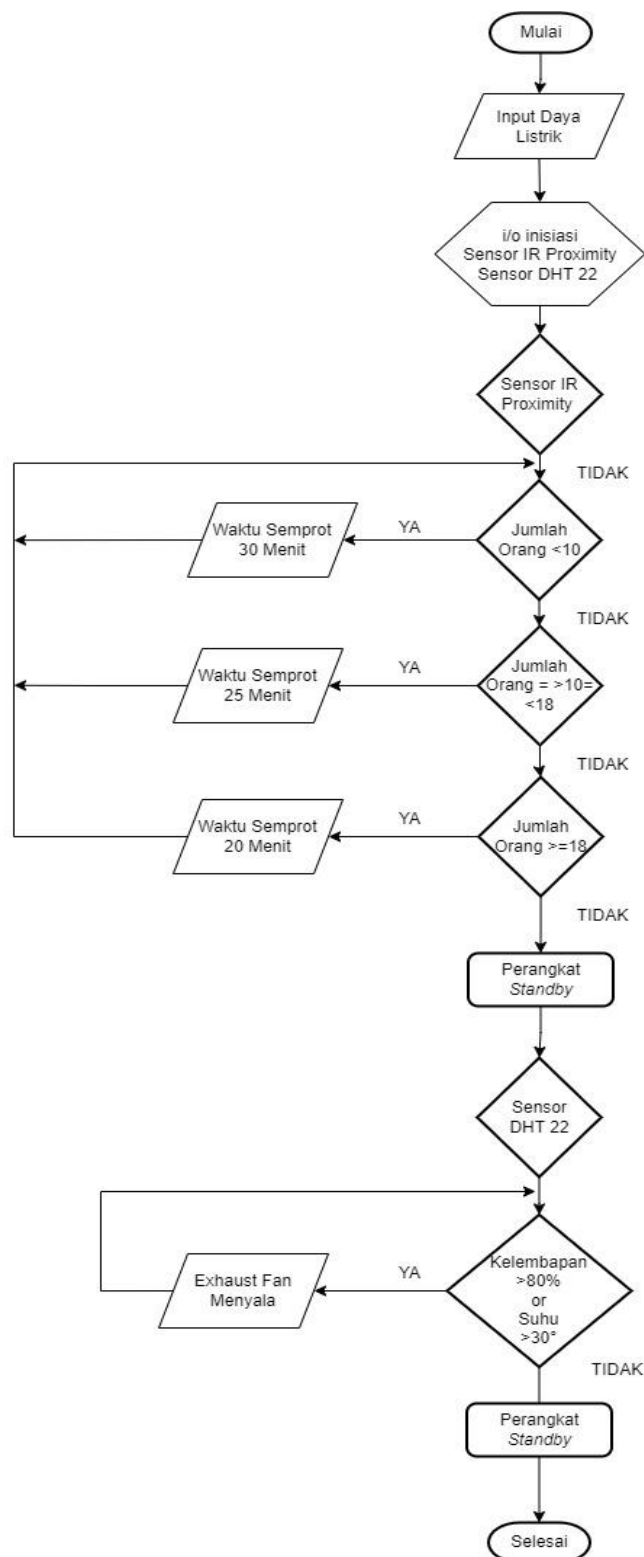 Mulai
Input Daya
Listrik
i/o inisiasi
Sensor IR Proximity
Sensor DHT 22
Sensor IR
Proximity
TIDAK
Waktu Semprot
30 Menit
YA
Jumlah
Orang <10
TIDAK
Waktu Semprot
25 Menit
YA
Jumlah
Orang = >10=
<18
TIDAK
Waktu Semprot
20 Menit
YA
Jumlah
Orang >=18
TIDAK
Perangkat
Standby
Sensor
DHT 22
Exhaust Fan
Menyala
YA
Kelembapan
>80%
or
Suhu
>30°
TIDAK
Perangkat
Standby
Selesai